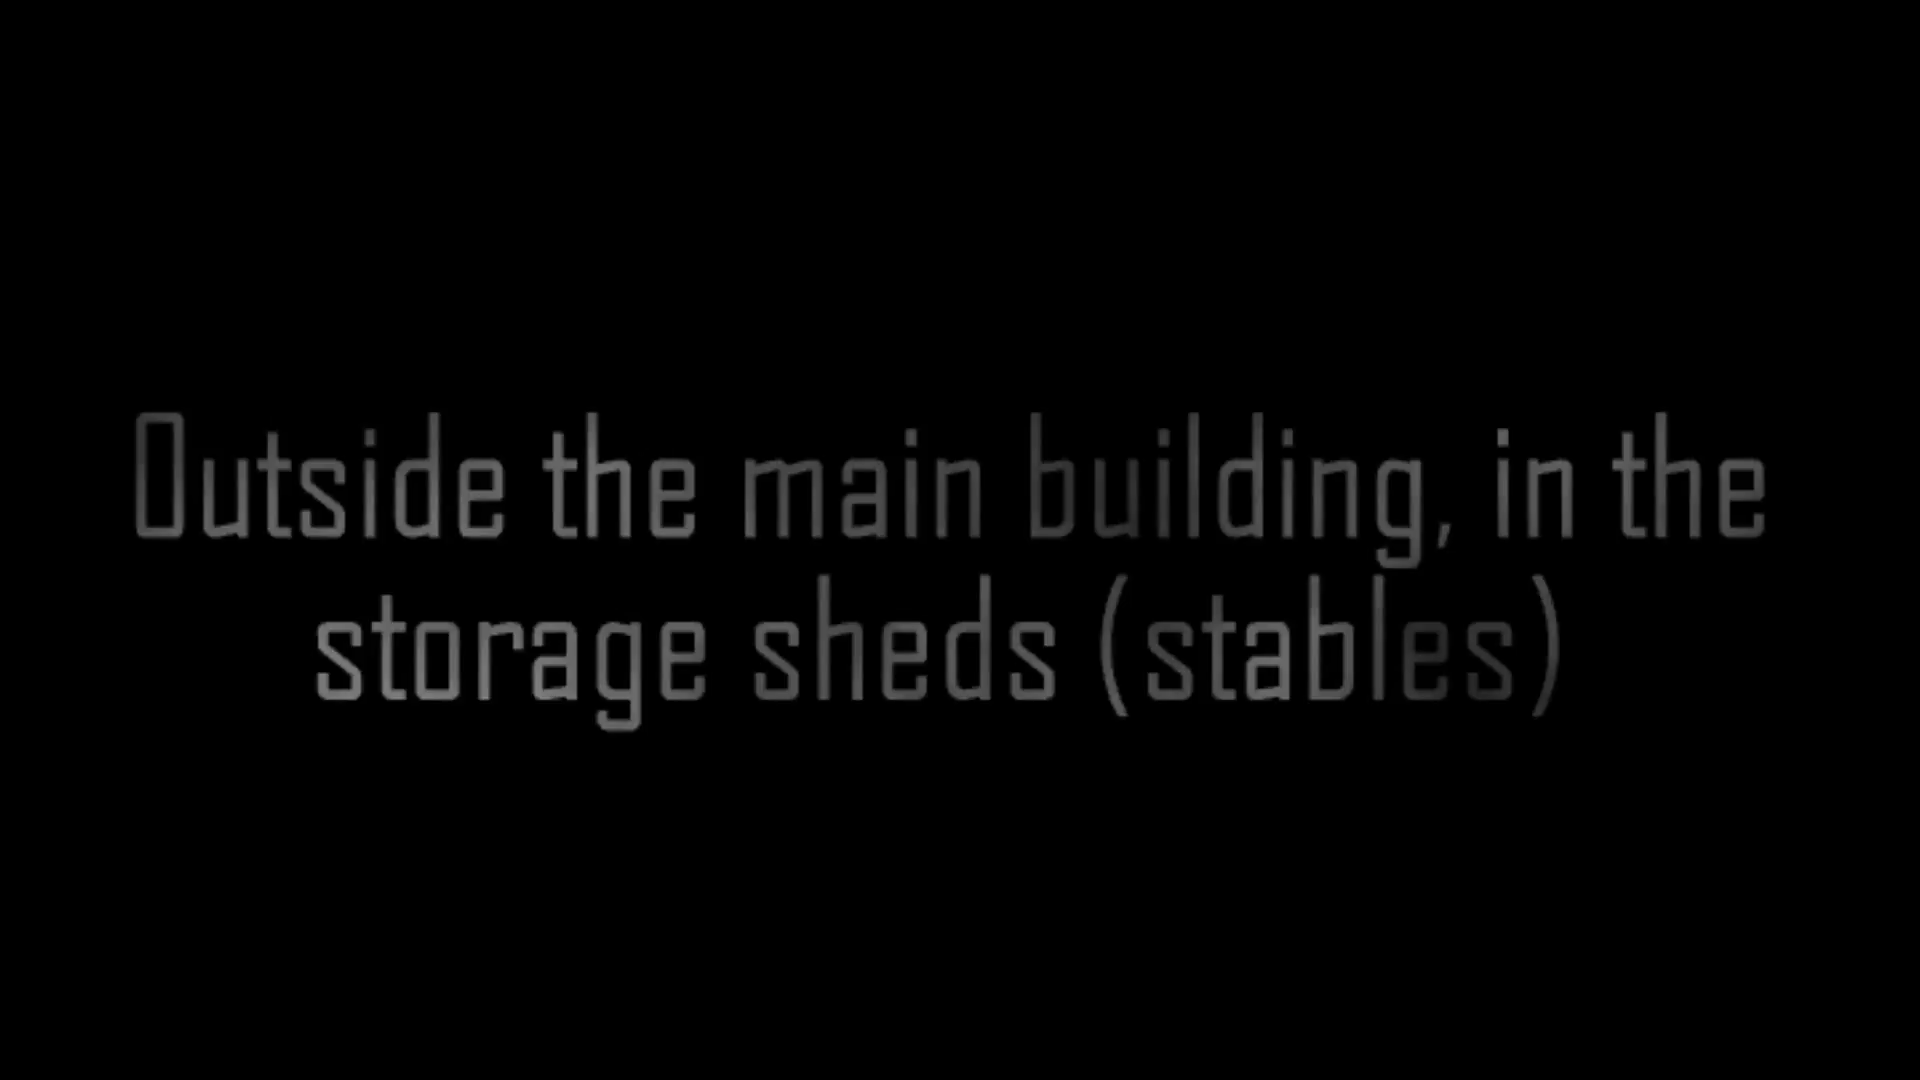 Outside the main building, in the
storage sheds (stables)